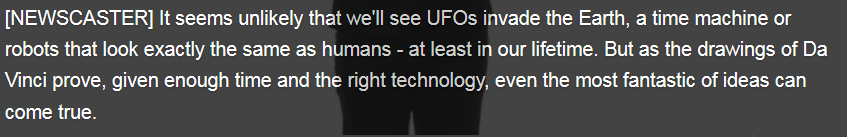 [NEWSCASTER] It seems unlikely that we'll see UFOs invade the Earth, a time machine or
robots that look exactly the same as humans - at least in our lifetime. But as the drawings of Da
Vinci prove, given enough time and the right technology, even the most fantastic of ideas can
come true.